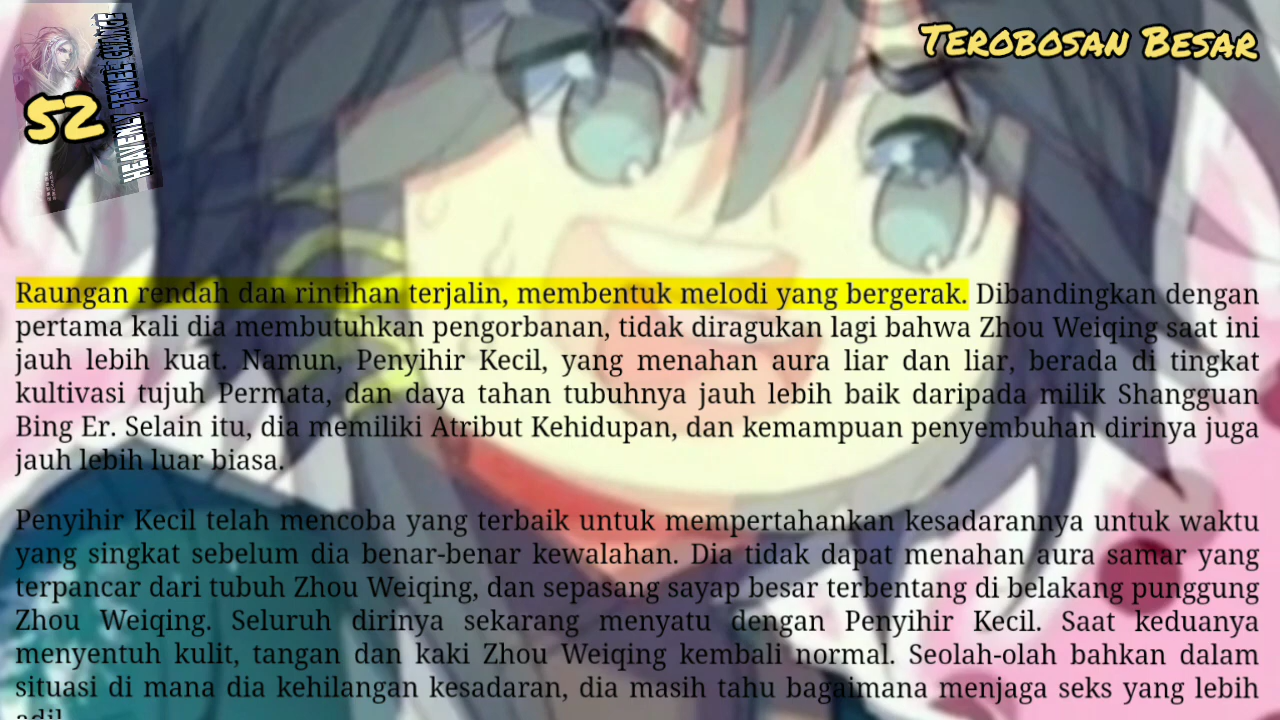 Terobosan Besar
52
HEAVENLY JEWEL CHANGE
Raungan rendah dan rintihan terjalin, membentuk melodi yang bergerak. Dibandingkan dengan
pertama kali dia membutuhkan pengorbanan, tidak diragukan lagi bahwa Zhou Weiqing saat ini
jauh lebih kuat. Namun, Penyihir Kecil, yang menahan aura liar dan liar, berada di tingkat
kultivasi tujuh Permata, dan daya tahan tubuhnya jauh lebih baik daripada milik Shangguan
Bing Er. Selain itu, dia memiliki Atribut Kehidupan, dan kemampuan penyembuhan dirinya juga
jauh lebih luar biasa.
Penyihir Kecil telah mencoba yang terbaik untuk mempertahankan kesadarannya untuk waktu
yang singkat sebelum dia benar-benar kewalahan. Dia tidak dapat menahan aura samar yang
terpancar dari tubuh Zhou Weiqing, dan sepasang sayap besar terbentang di belakang punggung
Zhou Weiqing. Seluruh dirinya sekarang menyatu dengan Penyihir Kecil. Saat keduanya
menyentuh kulit, tangan dan kaki Zhou Weiqing kembali normal. Seolah-olah bahkan dalam
situasi di mana dia kehilangan kesadaran, dia masih tahu bagaimana menjaga seks yang lebih
adil